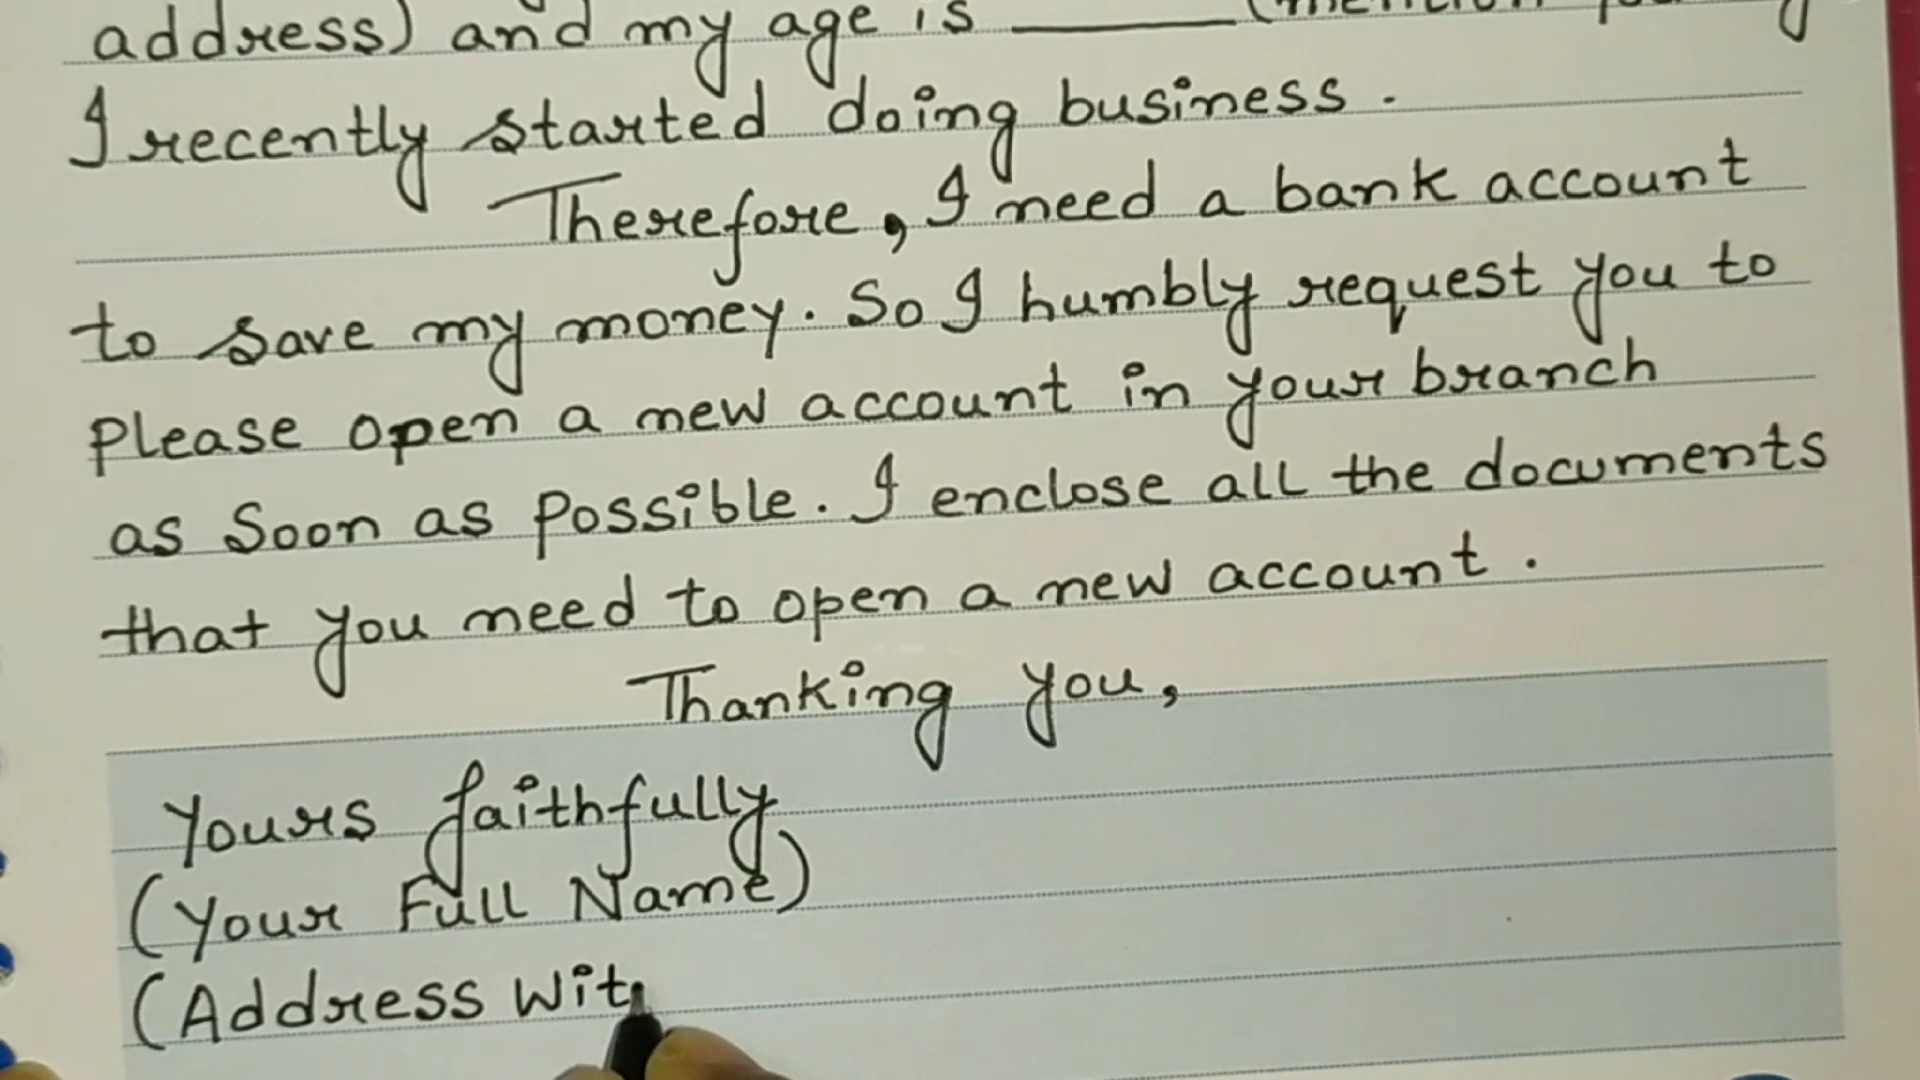 address) and my age is ______ (mention
I recently started doing business.
Therefore, I need a bank account
to save my money. So I humbly request you to
please open a new account in your branch
as soon as possible. I enclose all the documents
that you need to open a new account.
Thanking you,
Yours faithfully
(Your Full Name)
(Address Wit